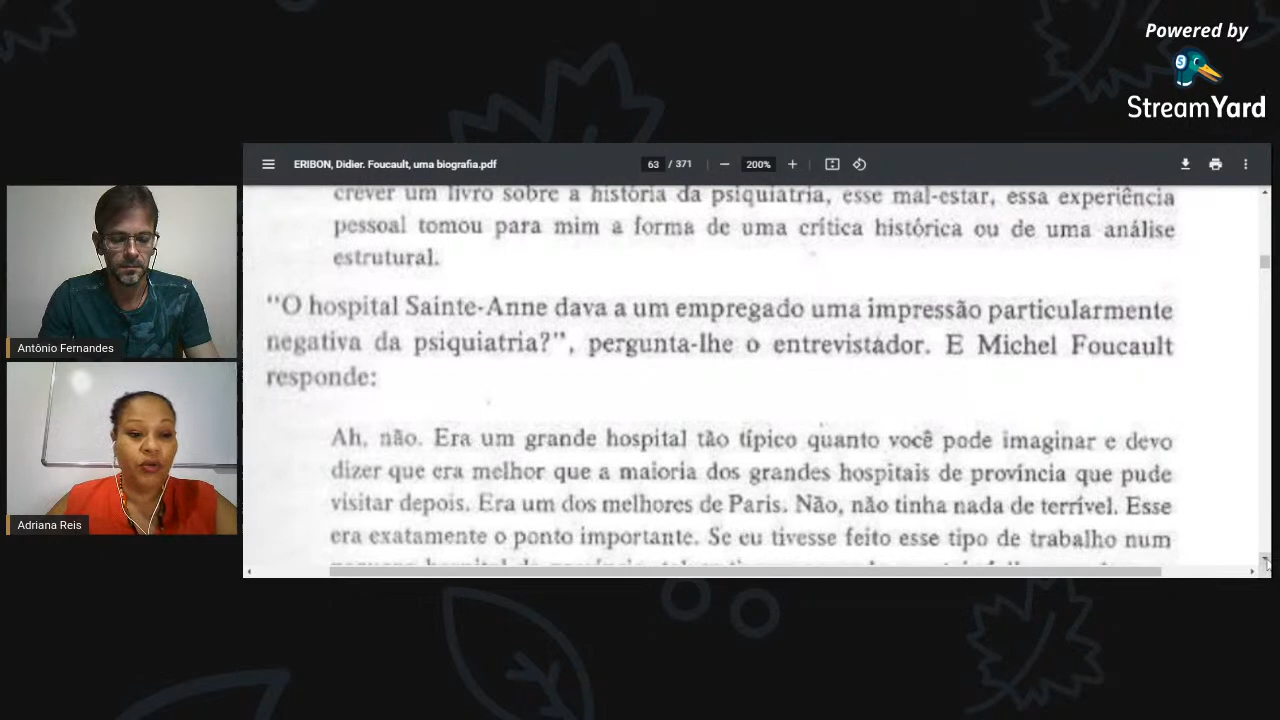 Powered by
StreamYard
ERIBON, Didier. Foucault, uma biografia.pdf
63 / 371
200%
crever um livro sobre a história da psiquiatria, esse mal-estar, essa experiência
pessoal tomou para mim a forma de uma crítica histórica ou de uma análise
estrutural.
"O hospital Sainte-Anne dava a um empregado uma impressão particularmente
negativa da psiquiatria?", pergunta-lhe o entrevistador. E Michel Foucault
responde:
Ah, não. Era um grande hospital tão típico quanto você pode imaginar e devo
dizer que era melhor que a maioria dos grandes hospitais de província que pude
visitar depois. Era um dos melhores de Paris. Não, não tinha nada de terrível. Esse
era exatamente o ponto importante. Se eu tivesse feito esse tipo de trabalho num
Antônio Fernandes
Adriana Reis